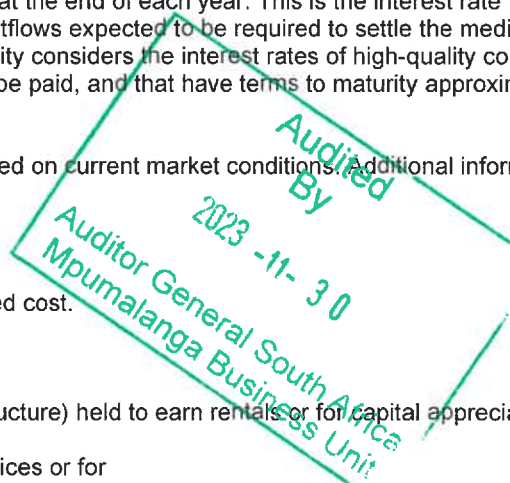 at the end of each year. This is the interest rate
tflows expected to be required to settle the medi
ity considers the interest rates of high-quality co
be paid, and that have terms to maturity approxi
ed on current market conditions. Additional inforr
Audited
By
2023 -11- 30
Auditor General South Africa
Mpumalanga Business Unit
ed cost.
ucture) held to earn rentals or for capital apprecia
ices or for